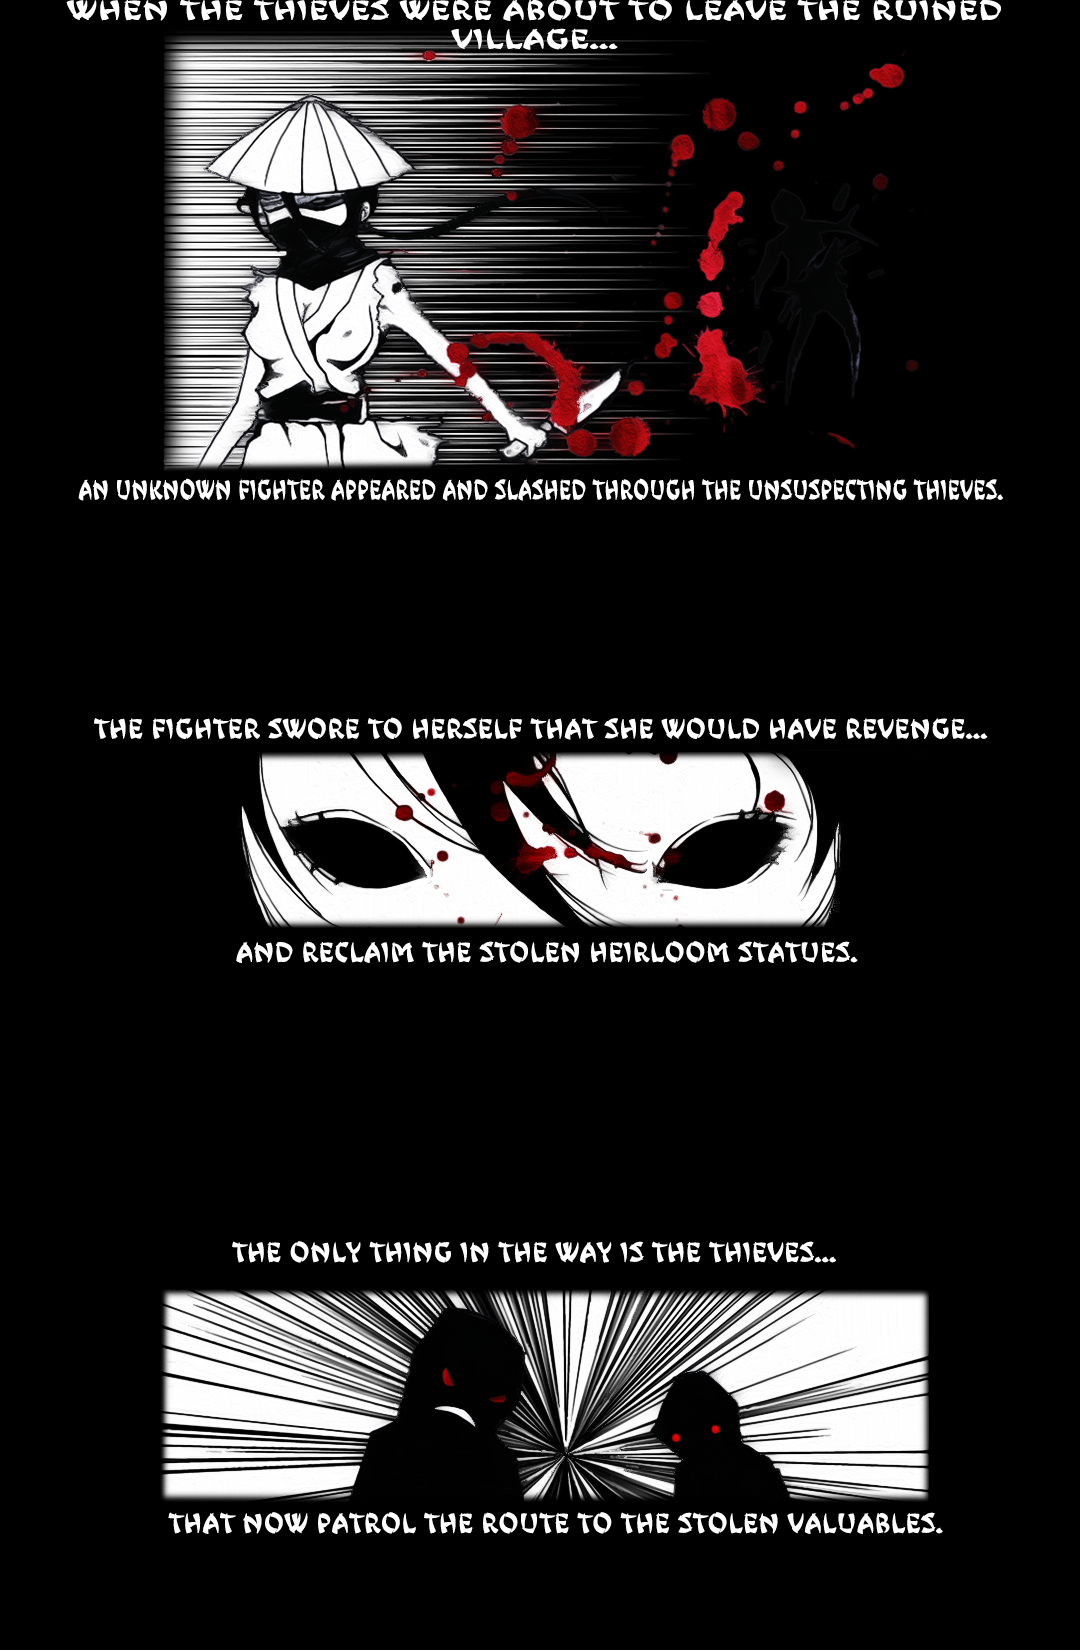 WHEN THE THIEVES WERE ABOUT TO LEAVE THE RUINED
VILLAGE...
AN UNKNOWN FIGHTER APPEARED AND SLASHED THROUGH THE UNSUSPECTING THIEVES.
THE FIGHTER SWORE TO HERSELF THAT SHE WOULD HAVE REVENGE...
AND RECLAIM THE STOLEN HEIRLOOM STATUES.
THE ONLY THING IN THE WAY IS THE THIEVES...
THAT NOW PATROL THE ROUTE TO THE STOLEN VALUABLES.